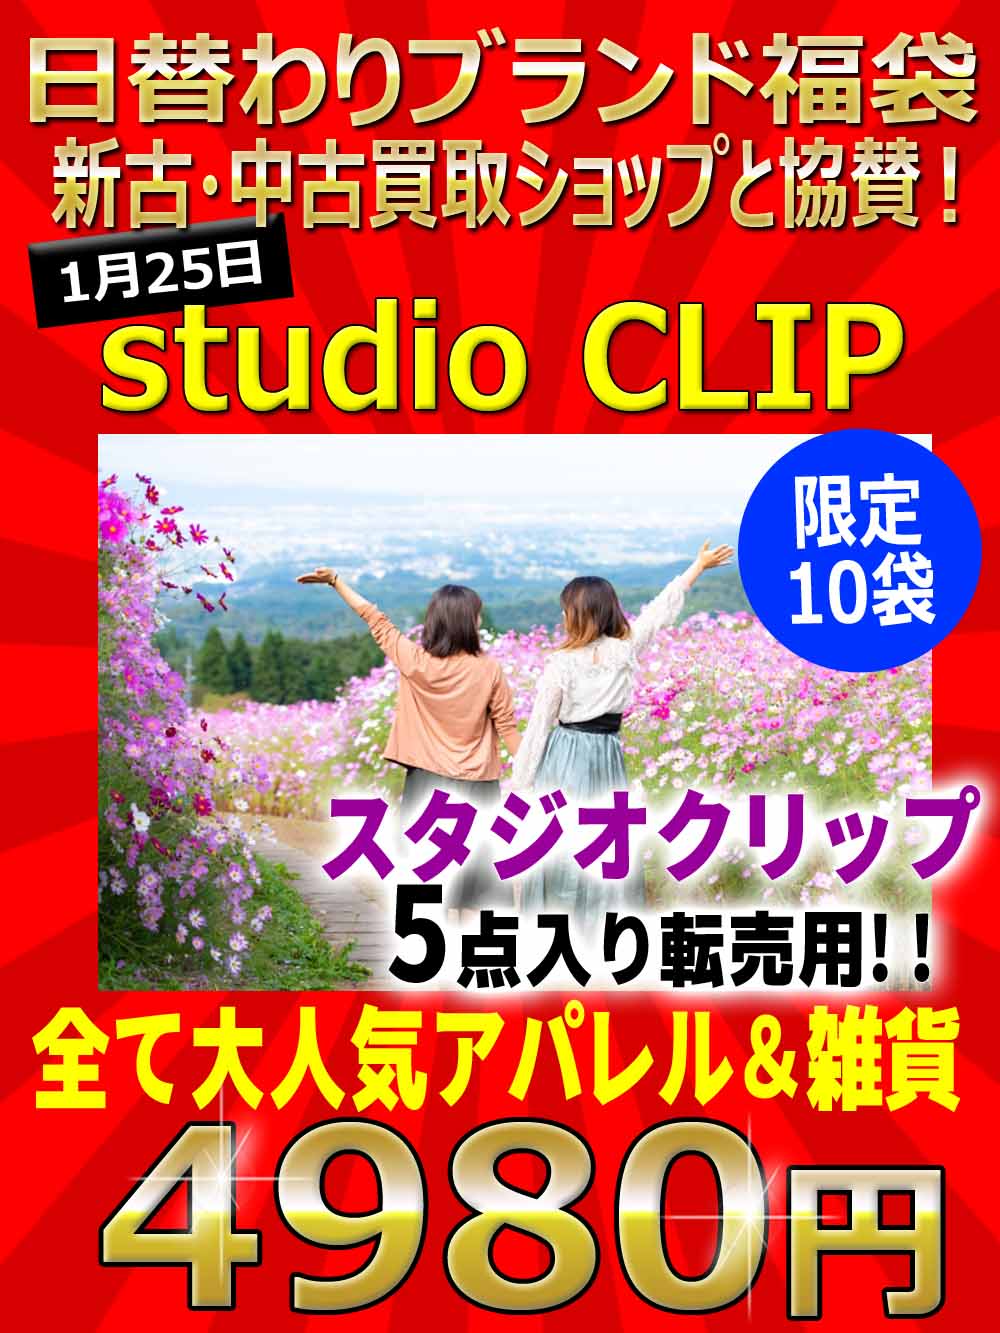 日替わりブランド福袋
新古・中古買取ショップと協賛！
1月25日
studio CLIP
限定
10袋
スタジオクリップ
5点入り転売用!!
全て大人気アパレル＆雑貨
4980円